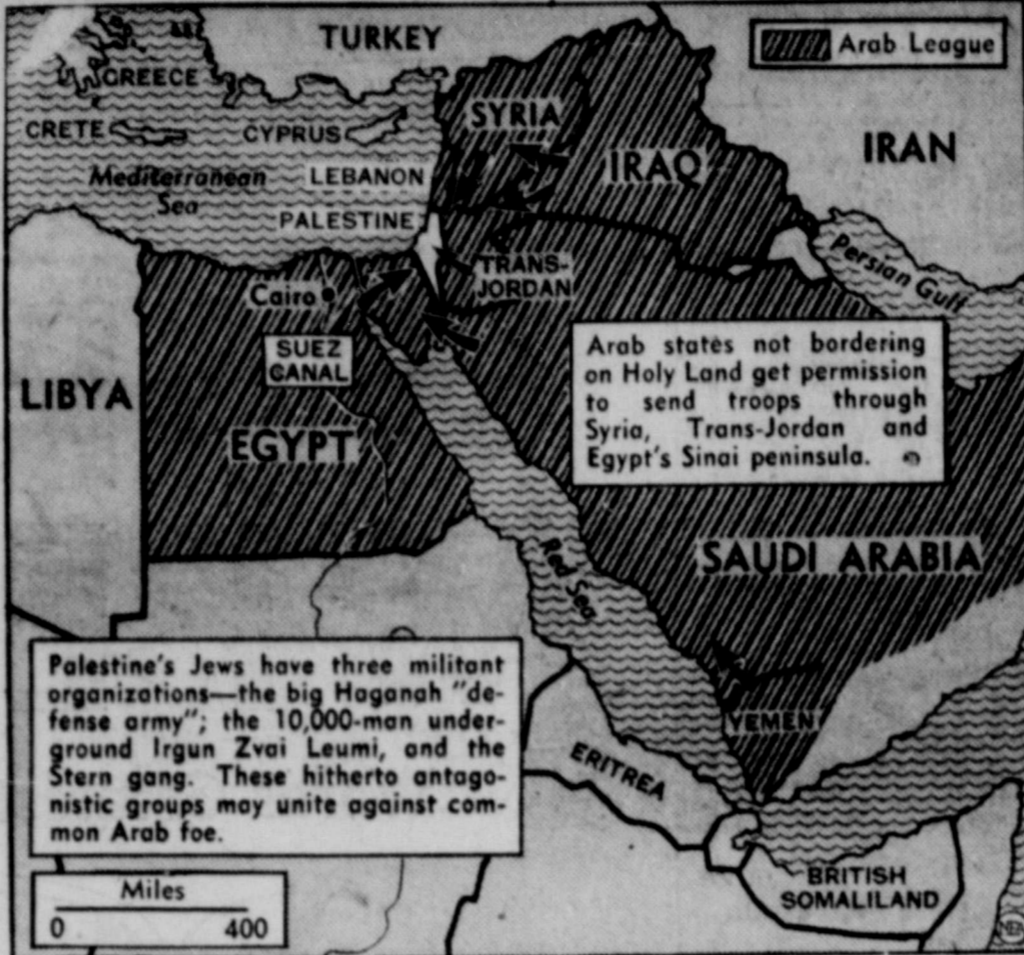 TURKEY
Arab League
GREECE
SYRIA
CRETE
CYPRUS
IRAN
IRAQ
Mediterranean
Sea
LEBANON
PALESTINE
Persian Gulf
TRANS-
JORDAN
Cairo
SUEZ
CANAL
LIBYA
EGYPT
Arab states not bordering
on Holy Land get permission
to send troops through
Syria, Trans-Jordan and
Egypt's Sinai peninsula.
Red Sea
SAUDI ARABIA
Palestine's Jews have three militant
organizations—the big Haganah "de-
fense army"; the 10,000-man under-
ground Irgun Zvai Leumi, and the
Stern gang. These hitherto antago-
nistic groups may unite against com-
mon Arab foe.
YEMEN
ERITREA
BRITISH
SOMALILAND
Miles
0 400
NEA